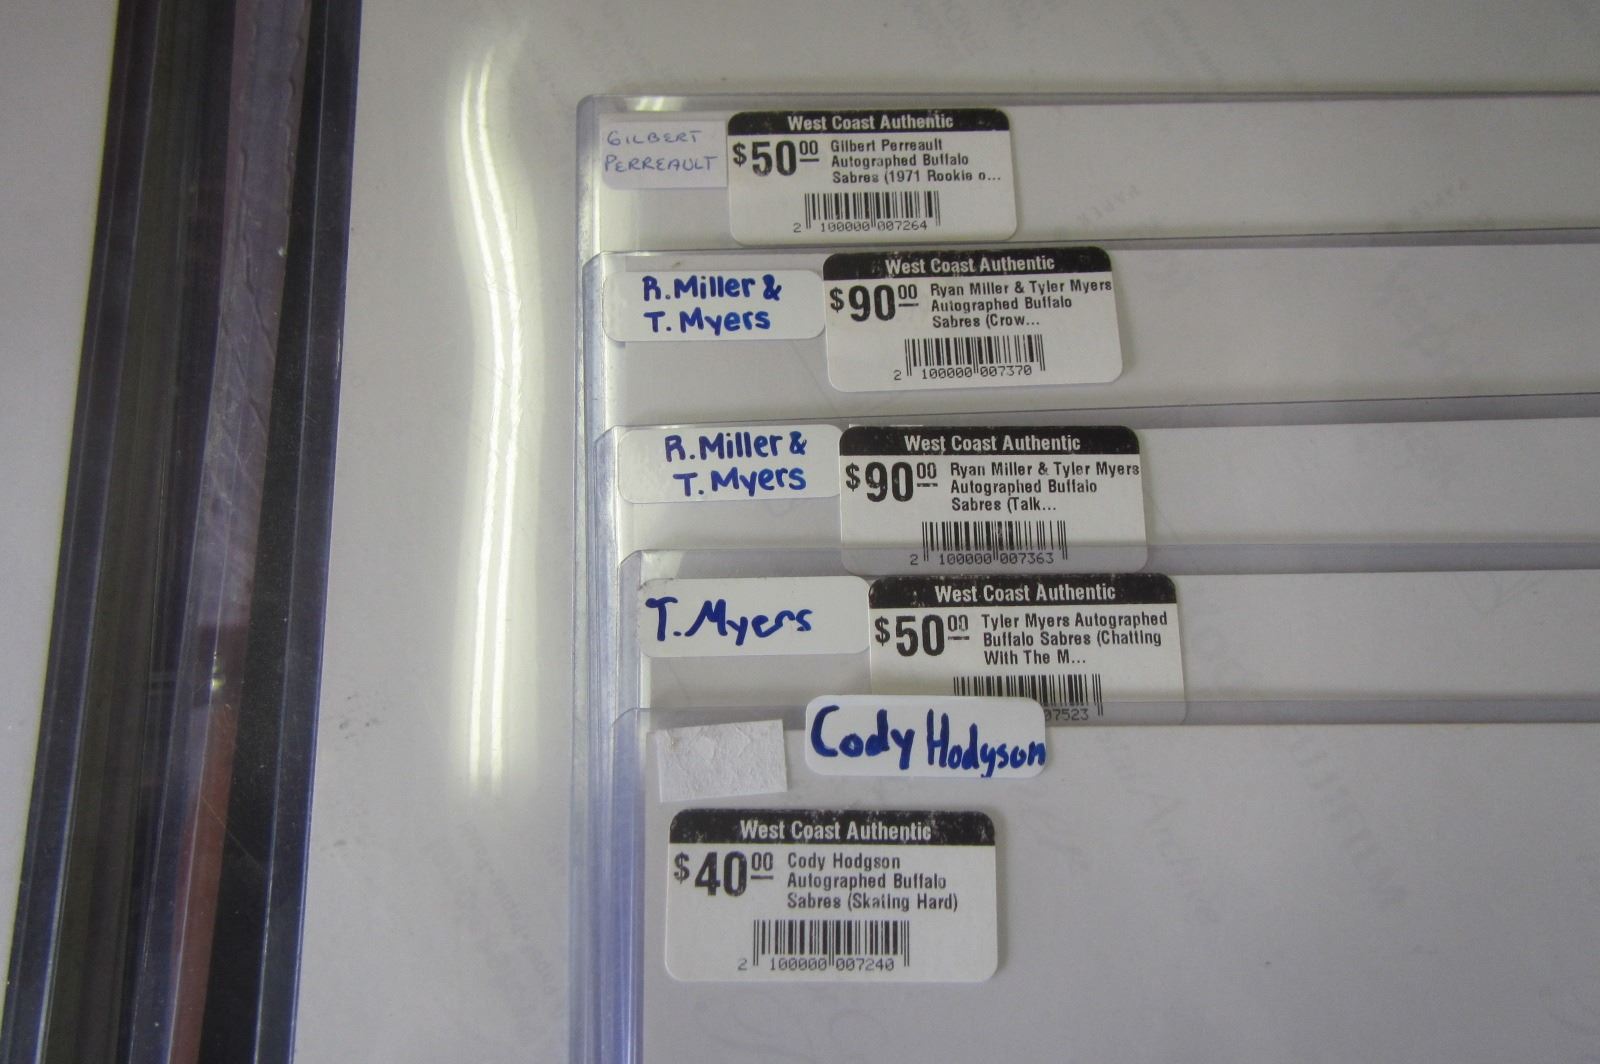 GILBERT
PERREAULT
West Coast Authentic
$50.00 Gilbert Perreault
Autographed Buffalo
Sabres (1971 Rookie o...
2 100000 007264
R. Miller &
T. Myers
West Coast Authentic
$90.00 Ryan Miller & Tyler Myers
Autographed Buffalo
Sabres (Crow...
2 100000 007370
R. Miller &
T. Myers
West Coast Authentic
$90.00 Ryan Miller & Tyler Myers
Autographed Buffalo
Sabres (Talk...
2 100000 007363
T. Myers
West Coast Authentic
$50.00 Tyler Myers Autographed
Buffalo Sabres (Chatting
With The M...
07523
Cody Hodgson
West Coast Authentic
$40.00 Cody Hodgson
Autographed Buffalo
Sabres (Skating Hard)
2 100000 007240